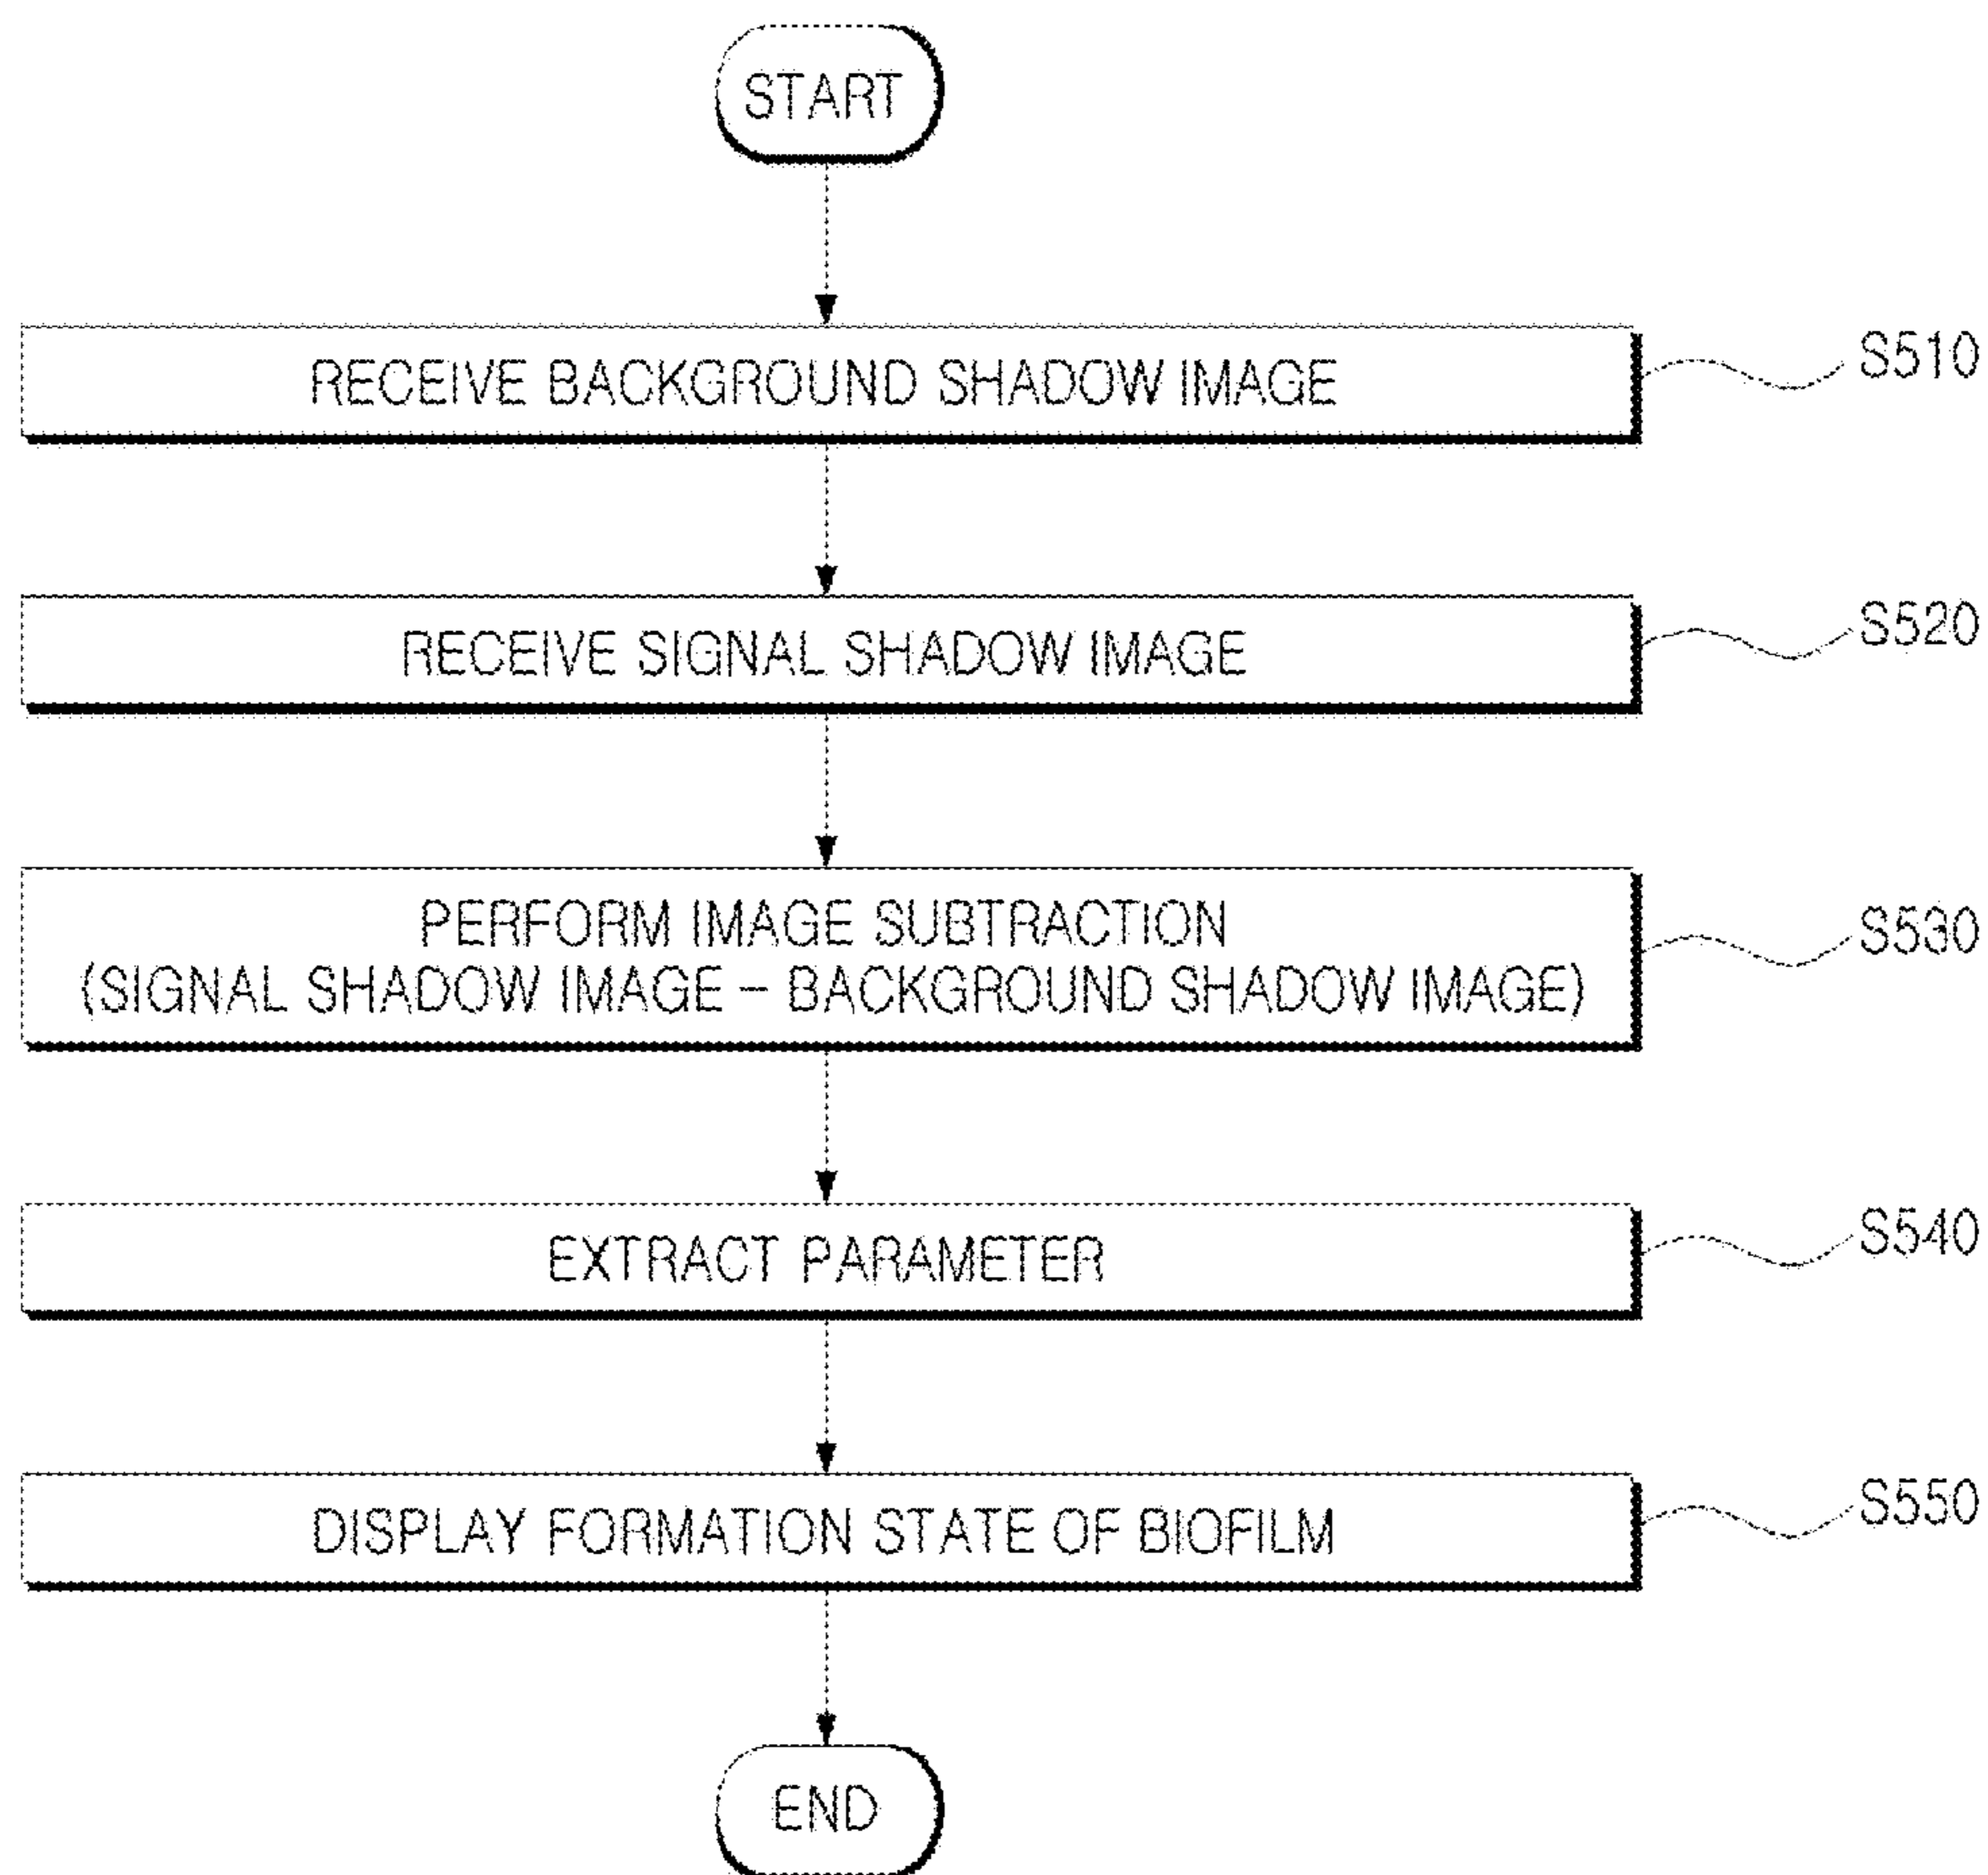 START
RECEIVE BACKGROUND SHADOW IMAGE
S510
RECEIVE SIGNAL SHADOW IMAGE
S520
PERFORM IMAGE SUBTRACTION
(SIGNAL SHADOW IMAGE – BACKGROUND SHADOW IMAGE)
S530
EXTRACT PARAMETER
S540
DISPLAY FORMATION STATE OF BIOFILM
S550
END